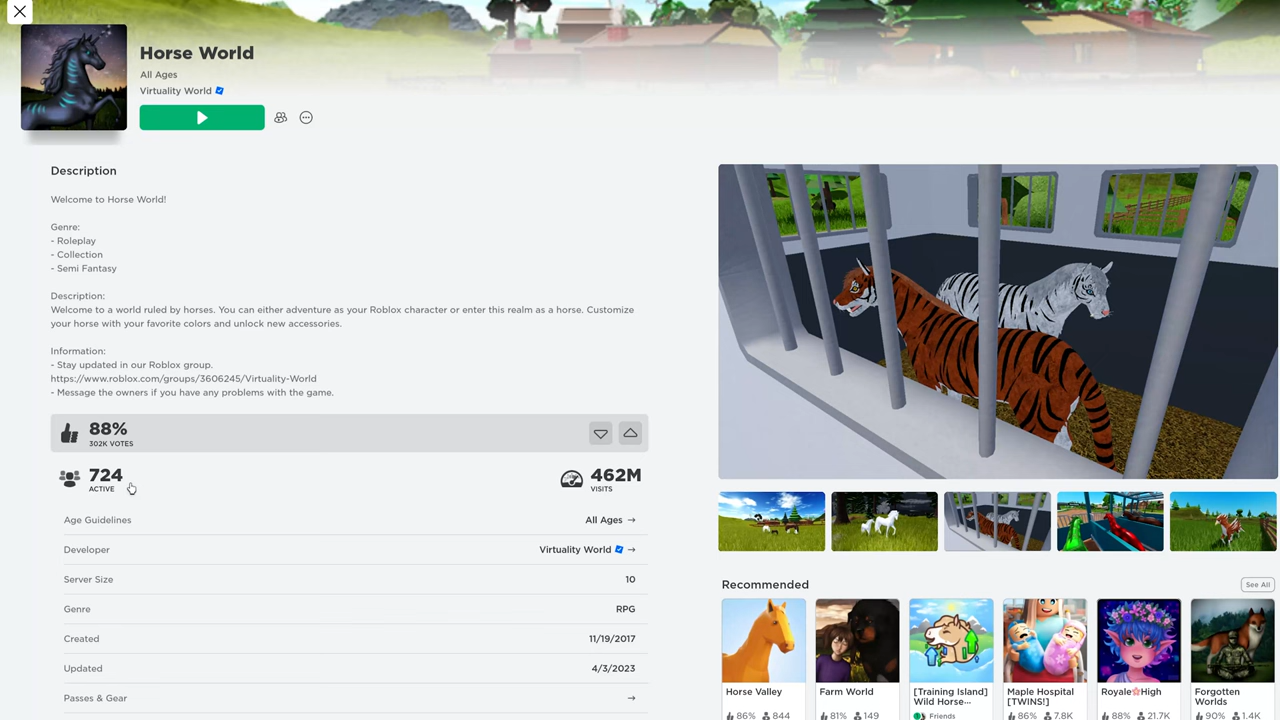 Horse World
All Ages
Virtuality World
Description
Welcome to Horse World!
Genre:
- Roleplay
- Collection
- Semi Fantasy
Description:
Welcome to a world ruled by horses. You can either adventure as your Roblox character or enter this realm as a horse. Customize
your horse with your favorite colors and unlock new accessories.
Information:
- Stay updated in our Roblox group.
https://www.roblox.com/groups/3606245/Virtuality-World
- Message the owners if you have any problems with the game.
88%
302K VOTES
724
ACTIVE
462M
VISITS
Age Guidelines All Ages →
Developer Virtuality World →
Server Size 10
Genre RPG
Created 11/19/2017
Updated 4/3/2023
Passes & Gear →
Recommended See All
Horse Valley
86% 844
Farm World
81% 149
[Training Island]
Wild Horse...
Friends
Maple Hospital
[TWINS!]
86% 7.8K
Royale🌸High
88% 21.7K
Forgotten
Worlds
90% 1.4K